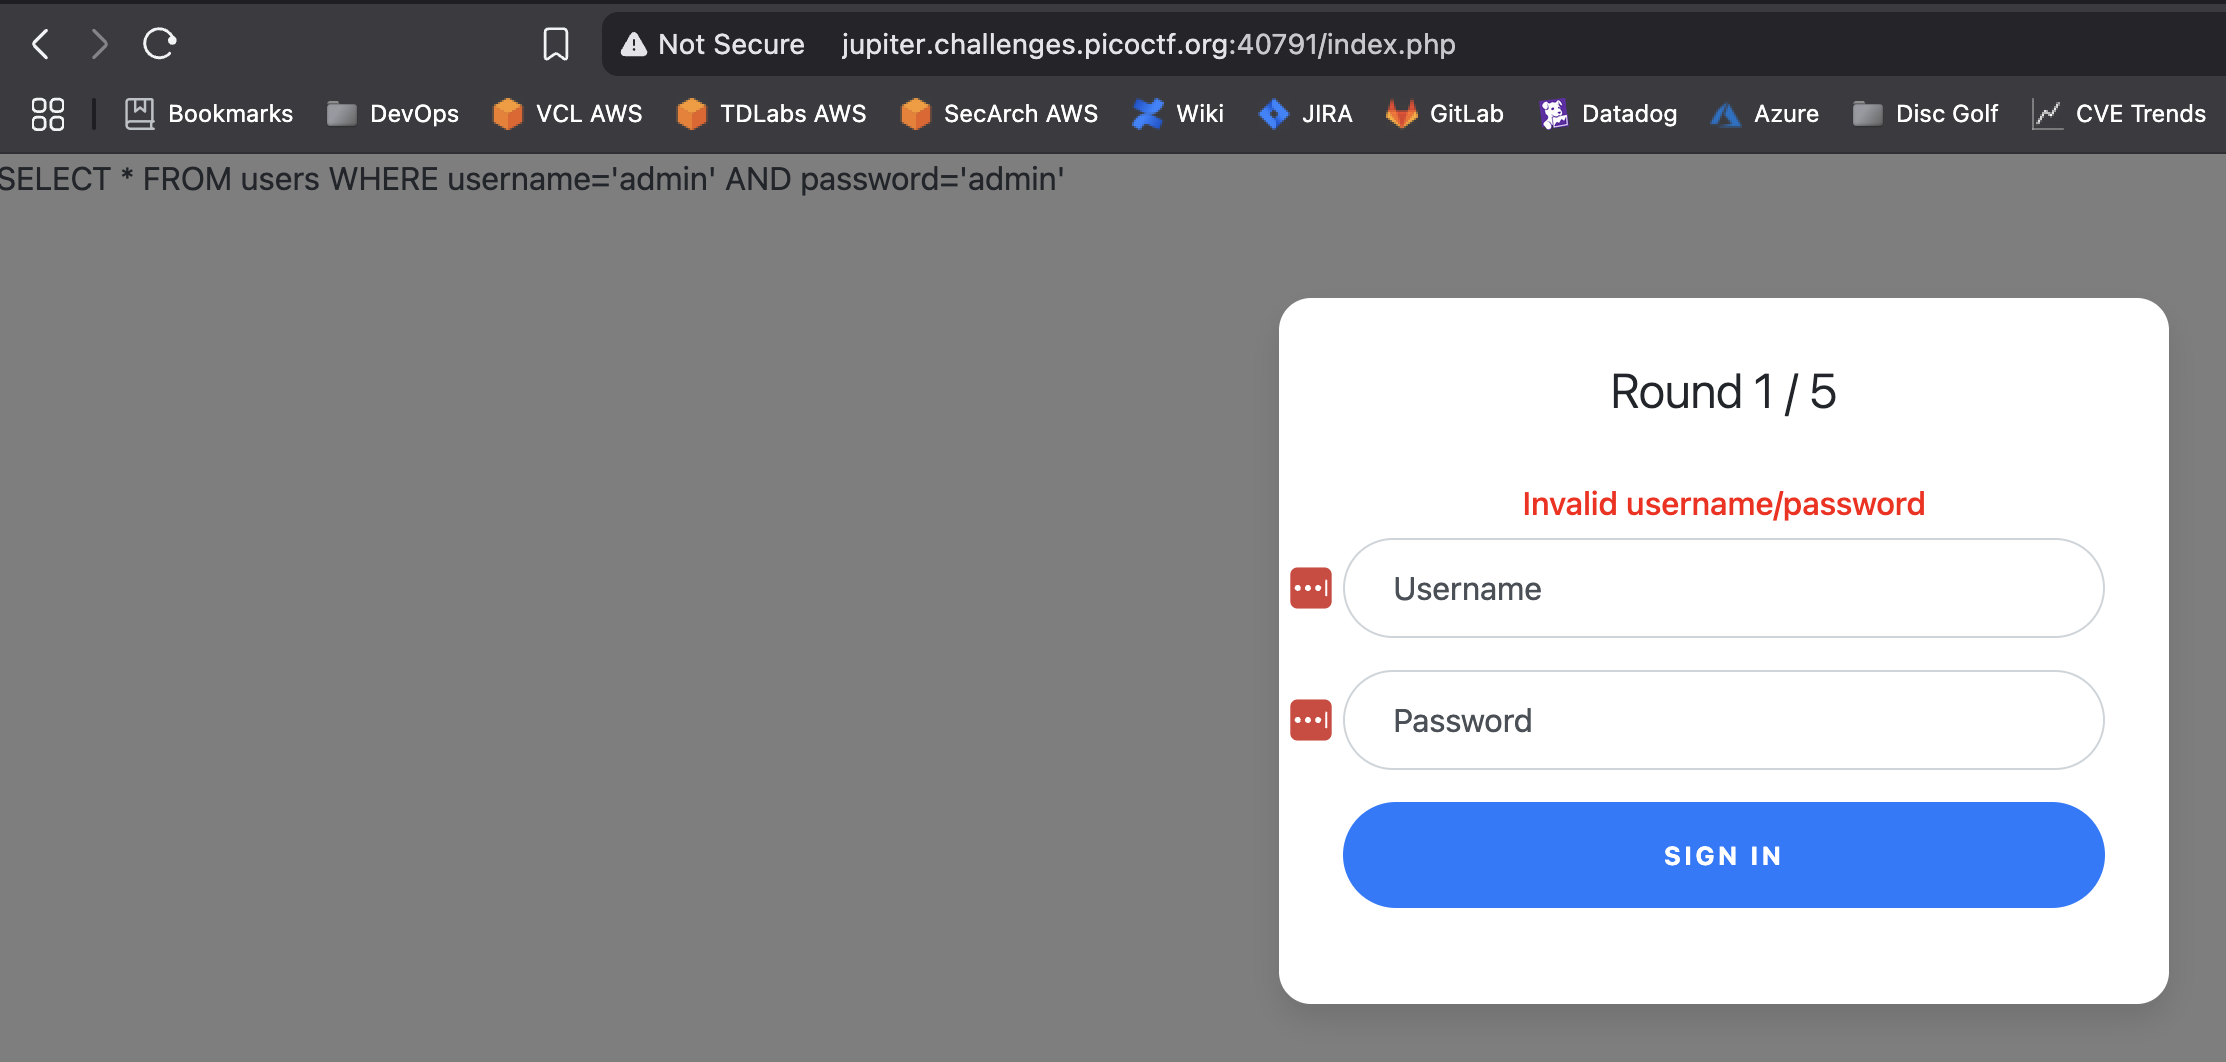 Not Secure jupiter.challenges.picoctf.org:40791/index.php
Bookmarks DevOps VCL AWS TDLabs AWS SecArch AWS Wiki JIRA GitLab Datadog Azure Disc Golf CVE Trends
SELECT * FROM users WHERE username='admin' AND password='admin'
Round 1 / 5
Invalid username/password
Username
Password
SIGN IN